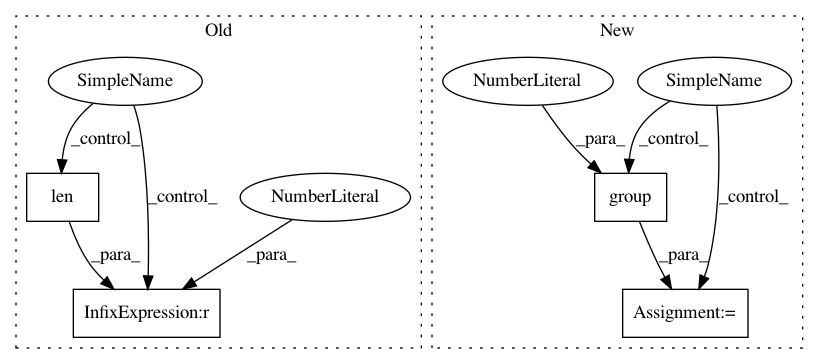 Old
New
SimpleName
NumberLiteral
SimpleName
_control_
_para_
_control_
len
_control_
NumberLiteral
group
_control_
_para_
_para_
_para_
InfixExpression:r
Assignment:=